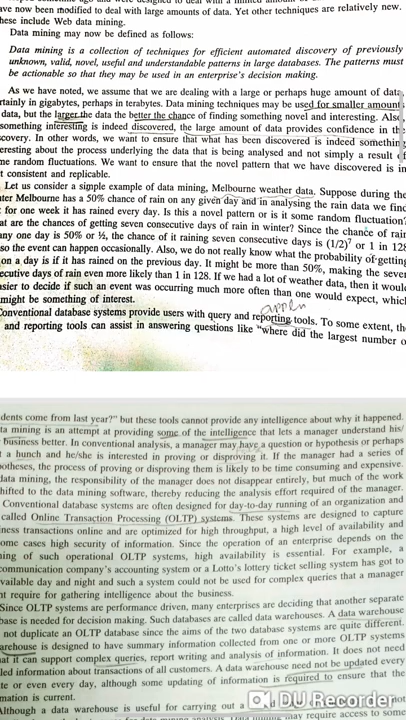 ave now been modified to deal with large amounts of data. Yet other techniques are relatively new.
hese include Web data mining.
Data mining may now be defined as follows:
Data mining is a collection of techniques for efficient automated discovery of previously
unknown, valid, novel, useful and understandable patterns in large databases. The patterns must
be actionable so that they may be used in an enterprise's decision making.
As we have noted, we assume that we are dealing with a large or perhaps huge amount of data,
rtainly in gigabytes, perhaps in terabytes. Data mining techniques may be used for smaller amount
data, but the larger the data the better the chance of finding something novel and interesting. Also
something interesting is indeed discovered, the large amount of data provides confidence in the
scovery. In other words, we want to ensure that what has been discovered is indeed something
eresting about the process underlying the data that is being analysed and not simply a result
me random fluctuations. We want to ensure that the novel pattern that we have discovered is in
t consistent and replicable.
Let us consider a simple example of data mining, Melbourne weather data. Suppose during the
ter Melbourne has a 50% chance of rain on any given day and in analysing the rain data we find
for one week it has rained every day. Is this a novel pattern or is it some random fluctuation?
at are the chances of getting seven consecutive days of rain in winter? Since the chance of rain
any one day is 50% or ½, the chance of it raining seven consecutive days is (1/2)⁷ or 1 in 128
so the event can happen occasionally. Also, we do not really know what the probability of getting
on a day is if it has rained on the previous day. It might be more than 50%, making the seven
ecutive days of rain even more likely than 1 in 128. If we had a lot of weather data, then it would
asier to decide if such an event was occurring much more often than one would expect, which
might be something of interest.
Conventional database systems provide users with query and reporting tools. To some extent, the
and reporting tools can assist in answering questions like "where did the largest number o
dents come from last year?" but these tools cannot provide any intelligence about why it happened.
ta mining is an attempt at providing some of the intelligence that lets a manager understand his/
business better. In conventional analysis, a manager may have a question or hypothesis or perhaps
t a hunch and he/she is interested in proving or disproving it. If the manager had a series of
potheses, the process of proving or disproving them is likely to be time consuming and expensive.
data mining, the responsibility of the manager does not disappear entirely, but much of the work
hifted to the data mining software, thereby reducing the analysis effort required of the manager.
Conventional database systems are often designed for day-to-day running of an organization and
called Online Transaction Processing (OLTP) systems. These systems are designed to capture
iness transactions online and are optimized for high throughput, a high level of availability and
ome cases high security of information. Since the operation of an enterprise depends on the
ning of such operational OLTP systems, high availability is essential. For example, a
communication company's accounting system or a Lotto's lottery ticket selling system has got to
vailable day and night and such a system could not be used for complex queries that a manager
ht require for gathering intelligence about the business.
Since OLTP systems are performance driven, many enterprises are deciding that another separate
base is needed for decision making. Such databases are called data warehouses. A data warehouse
not duplicate an OLTP database since the aims of the two database systems are quite different.
arehouse is designed to have summary information collected from one or more OLTP systems
hat it can support complex queries, report writing and analysis of information. It does not need
led information about transactions of all customers. A data warehouse need not be updated every
te or even every day, although some updating of information is required to ensure that the
mation is current.
Although a data warehouse is useful for carrying out a
DU Recorder
may require access to some